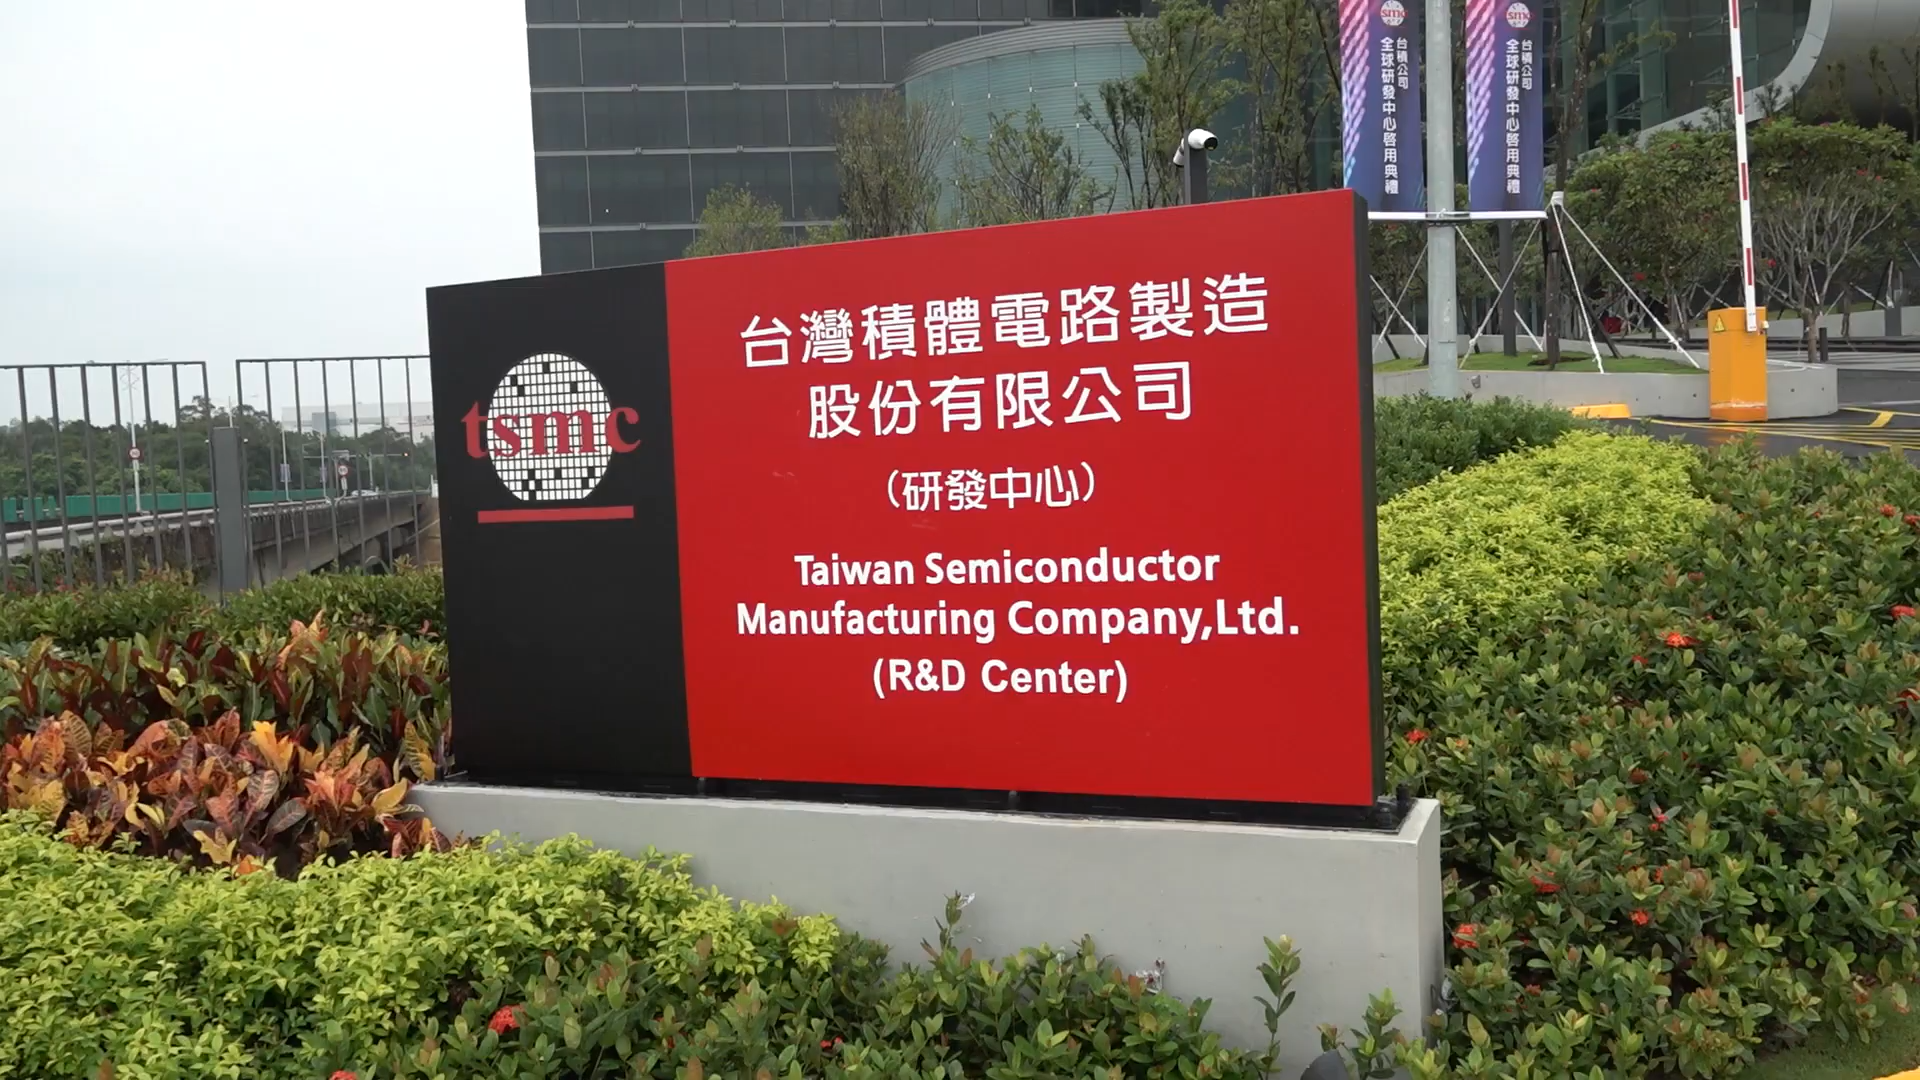 台積公司
全球研發中心啓用典禮
台積公司
全球研發中心啓用典禮
tsmc
台灣積體電路製造
股份有限公司
（研發中心）
Taiwan Semiconductor
Manufacturing Company,Ltd.
(R&D Center)